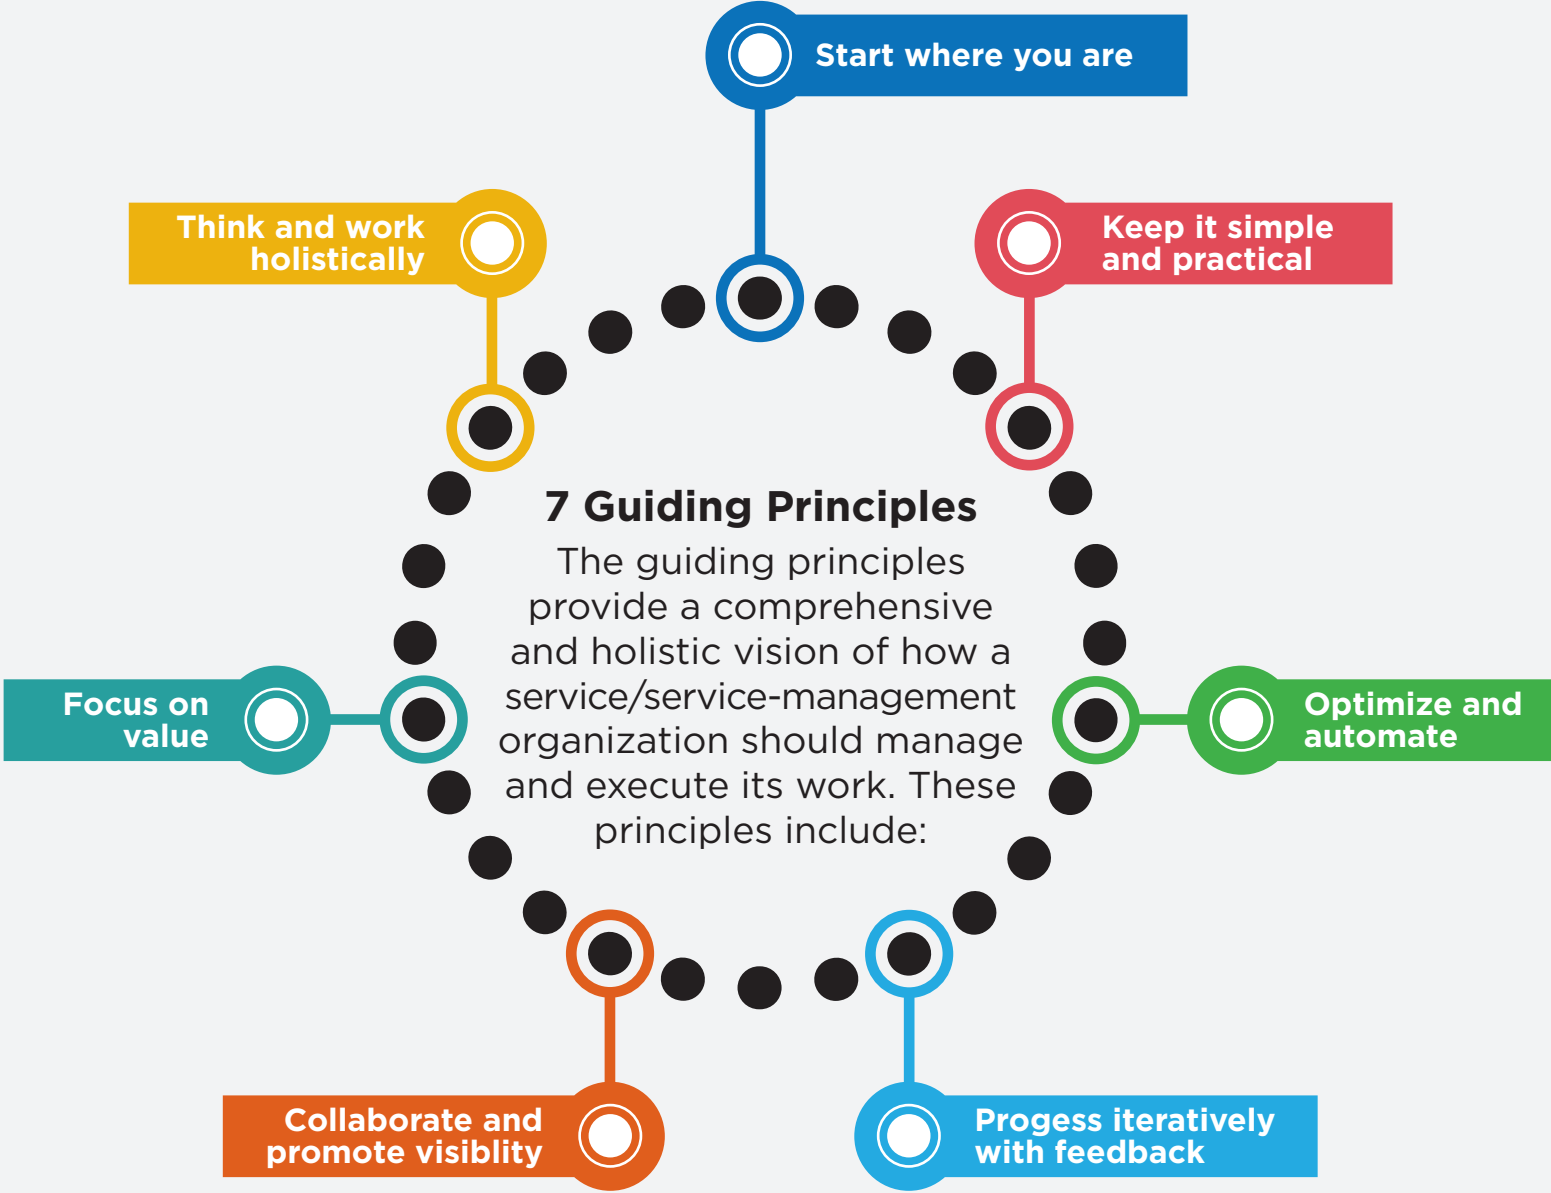 Start where you are
Think and work
holistically
Keep it simple
and practical
7 Guiding Principles
The guiding principles
provide a comprehensive
and holistic vision of how a
service/service-management
organization should manage
and execute its work. These
principles include:
Focus on
value
Optimize and
automate
Collaborate and
promote visiblity
Progess iteratively
with feedback